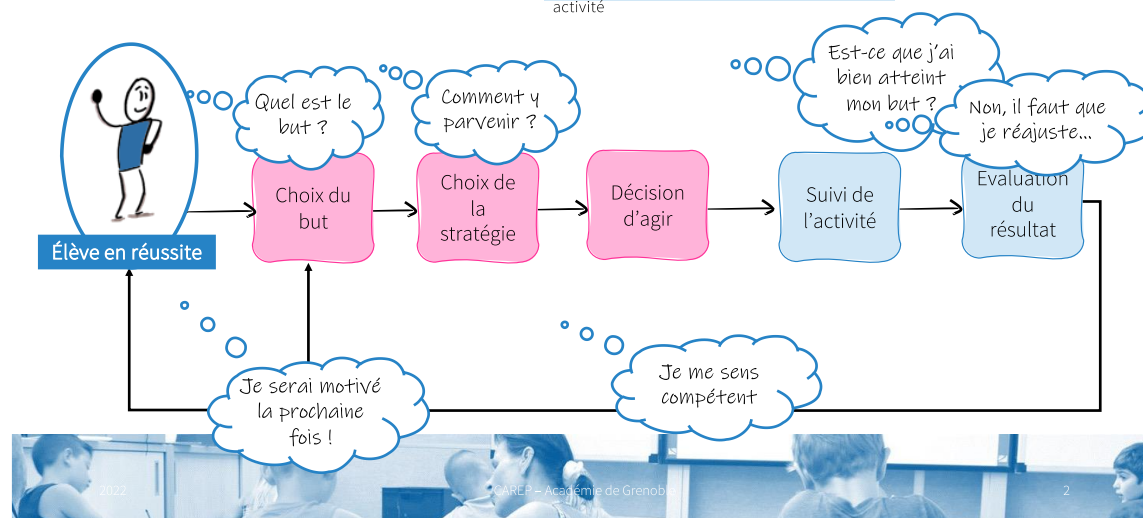 activité
Quel est le
but ?
Comment y
parvenir ?
Est-ce que j'ai
bien atteint
mon but ?
Non, il faut que
je réajuste...
Élève en réussite
Choix du
but
Choix de
la
stratégie
Décision
d'agir
Suivi de
l'activité
Evaluation
du
résultat
Je serai motivé
la prochaine
fois !
Je me sens
compétent
2022
CAREP – Académie de Grenoble
2